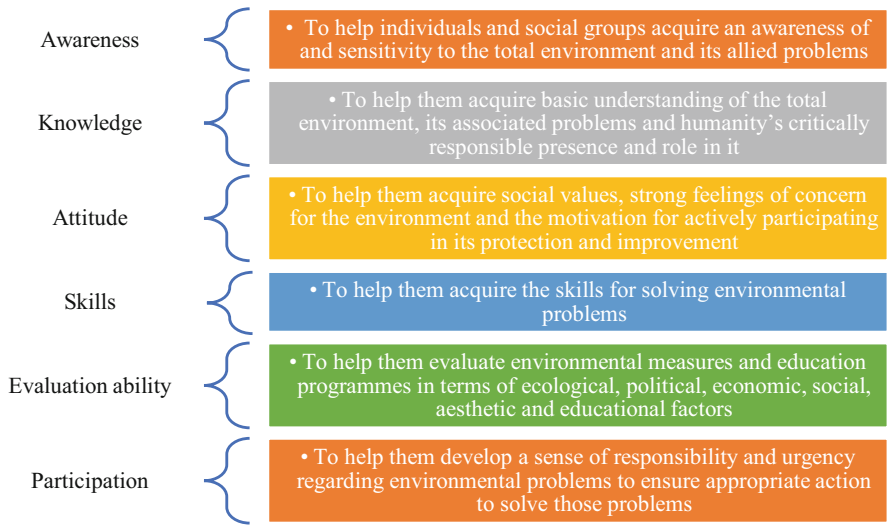 Awareness
• To help individuals and social groups acquire an awareness of
and sensitivity to the total environment and its allied problems
Knowledge
• To help them acquire basic understanding of the total
environment, its associated problems and humanity's critically
responsible presence and role in it
Attitude
• To help them acquire social values, strong feelings of concern
for the environment and the motivation for actively participating
in its protection and improvement
Skills
• To help them acquire the skills for solving environmental
problems
Evaluation ability
• To help them evaluate environmental measures and education
programmes in terms of ecological, political, economic, social,
aesthetic and educational factors
Participation
• To help them develop a sense of responsibility and urgency
regarding environmental problems to ensure appropriate action
to solve those problems